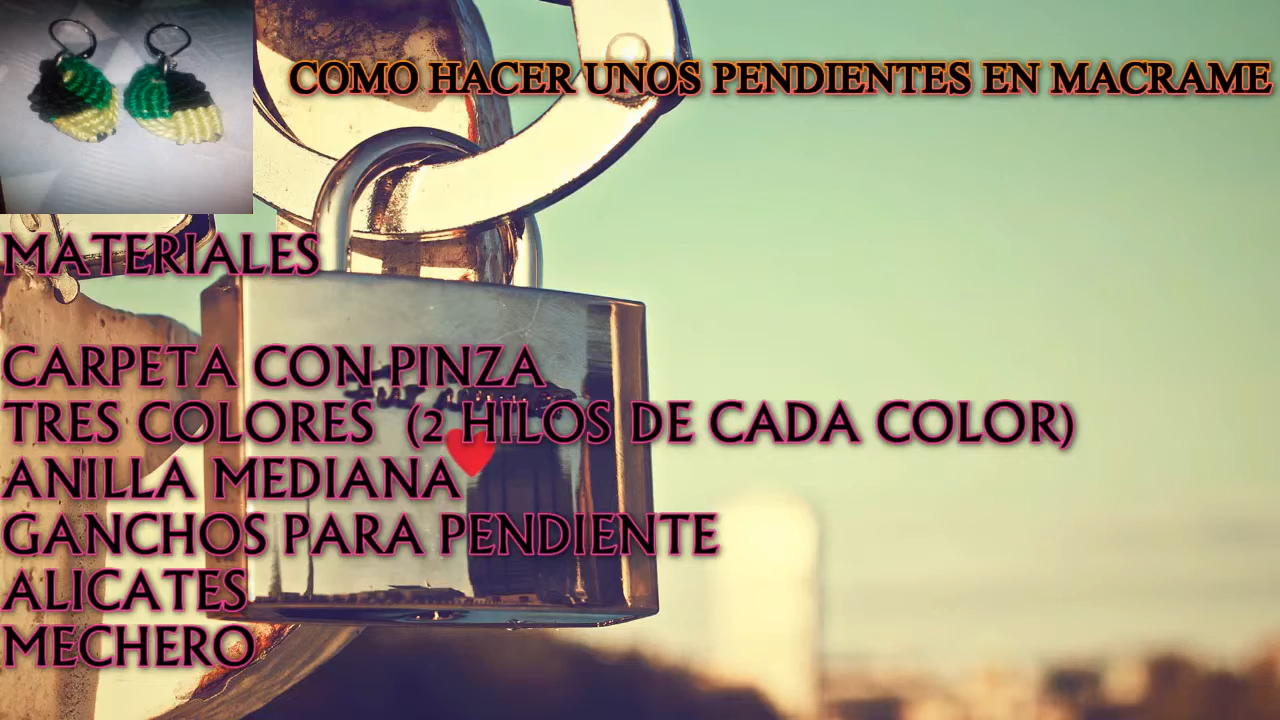 COMO HACER UNOS PENDIENTES EN MACRAME
MATERIALES
CARPETA CON PINZA
TRES COLORES (2 HILOS DE CADA COLOR)
ANILLA MEDIANA
GANCHOS PARA PENDIENTE
ALICATES
MECHERO